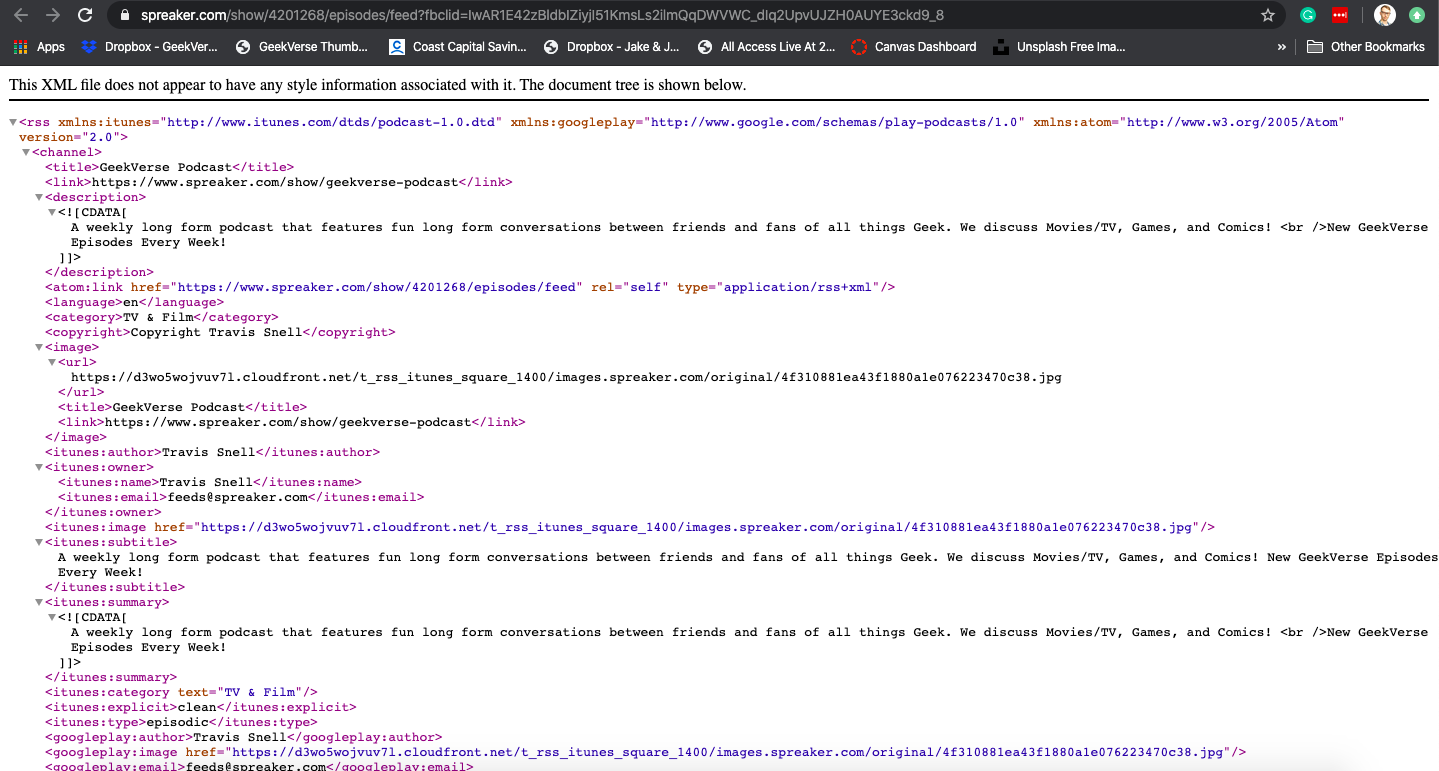 spreaker.com/show/4201268/episodes/feed?fbclid=IwAR1E42zBIdbIZiyjI51KmsLs2ilmQqDWVWC_dIq2UpvUJZH0AUYE3ckd9_8
Apps Dropbox - GeekVer... GeekVerse Thumb... Coast Capital Savin... Dropbox - Jake & J... All Access Live At 2... Canvas Dashboard Unsplash Free Ima... » Other Bookmarks
This XML file does not appear to have any style information associated with it. The document tree is shown below.
<rss xmlns:itunes="http://www.itunes.com/dtds/podcast-1.0.dtd" xmlns:googleplay="http://www.google.com/schemas/play-podcasts/1.0" xmlns:atom="http://www.w3.org/2005/Atom"
version="2.0">
<channel>
<title>GeekVerse Podcast</title>
<link>https://www.spreaker.com/show/geekverse-podcast</link>
<description>
<![CDATA[
A weekly long form podcast that features fun long form conversations between friends and fans of all things Geek. We discuss Movies/TV, Games, and Comics! <br />New GeekVerse
Episodes Every Week!
]]>
</description>
<atom:link href="https://www.spreaker.com/show/4201268/episodes/feed" rel="self" type="application/rss+xml"/>
<language>en</language>
<category>TV & Film</category>
<copyright>Copyright Travis Snell</copyright>
<image>
<url>
https://d3wo5wojvuv7l.cloudfront.net/t_rss_itunes_square_1400/images.spreaker.com/original/4f310881ea43f1880a1e076223470c38.jpg
</url>
<title>GeekVerse Podcast</title>
<link>https://www.spreaker.com/show/geekverse-podcast</link>
</image>
<itunes:author>Travis Snell</itunes:author>
<itunes:owner>
<itunes:name>Travis Snell</itunes:name>
<itunes:email>feeds@spreaker.com</itunes:email>
</itunes:owner>
<itunes:image href="https://d3wo5wojvuv7l.cloudfront.net/t_rss_itunes_square_1400/images.spreaker.com/original/4f310881ea43f1880a1e076223470c38.jpg"/>
<itunes:subtitle>
A weekly long form podcast that features fun long form conversations between friends and fans of all things Geek. We discuss Movies/TV, Games, and Comics! New GeekVerse Episodes
Every Week!
</itunes:subtitle>
<itunes:summary>
<![CDATA[
A weekly long form podcast that features fun long form conversations between friends and fans of all things Geek. We discuss Movies/TV, Games, and Comics! <br />New GeekVerse
Episodes Every Week!
]]>
</itunes:summary>
<itunes:category text="TV & Film"/>
<itunes:explicit>clean</itunes:explicit>
<itunes:type>episodic</itunes:type>
<googleplay:author>Travis Snell</googleplay:author>
<googleplay:image href="https://d3wo5wojvuv7l.cloudfront.net/t_rss_itunes_square_1400/images.spreaker.com/original/4f310881ea43f1880a1e076223470c38.jpg"/>
<googleplay:email>feeds@spreaker.com</googleplay:email>